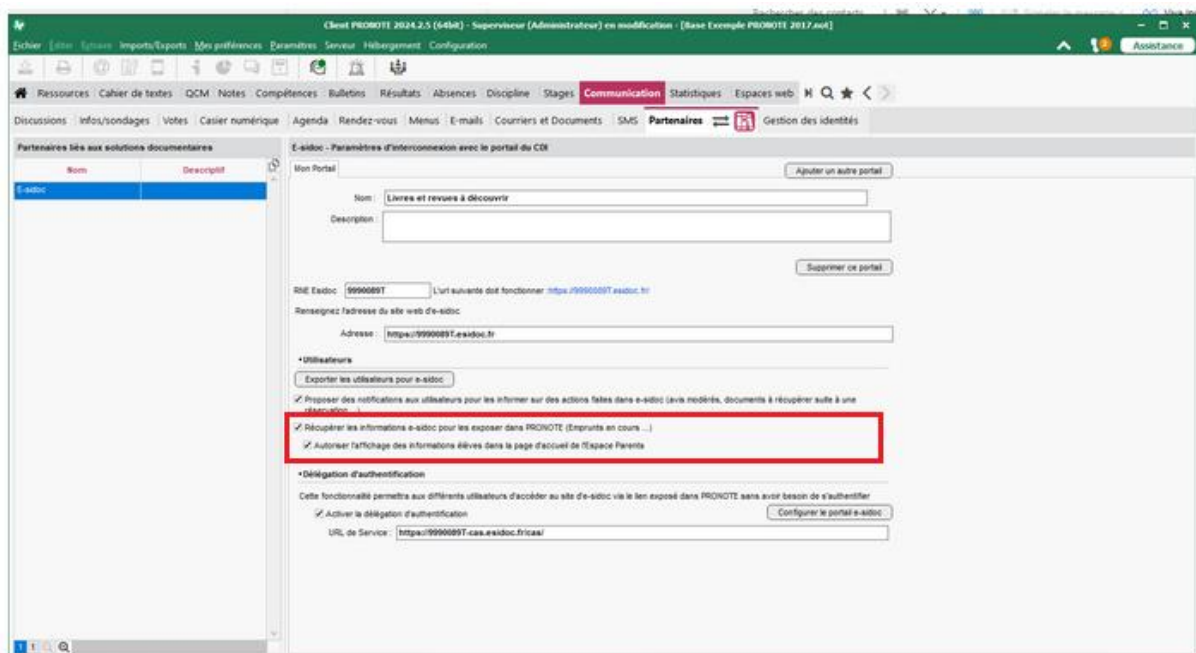 Client PRONOTE 2024.2.5 (64bit) - Superviseur (Administrateur) en modification - [Base Exemple PRONOTE 2017.not]
Fichier Editer Extraire Imports/Exports Mes préférences Paramètres Serveur Hébergement Configuration
Assistance
Ressources Cahier de textes QCM Notes Compétences Bulletins Résultats Absences Discipline Stages Communication Statistiques Espaces web
Discussions Infos/sondages Votes Casier numérique Agenda Rendez-vous Menus E-mails Courriers et Documents SMS Partenaires Gestion des identités
Partenaires liés aux solutions documentaires
Nom Descriptif
E-sidoc
E-sidoc - Paramètres d'interconnexion avec le portail du CDI
Mon Portail Ajouter un autre portail
Nom : Livres et revues à découvrir
Description :
Supprimer ce portail
RNE Esidoc 9990089T L'url suivante doit fonctionner :https://9990089T.esidoc.fr/
Renseignez l'adresse du site web d'e-sidoc
Adresse : https://9990089T.esidoc.fr
Utilisateurs
Exporter les utilisateurs pour e-sidoc
Proposer des notifications aux utilisateurs pour les informer sur des actions faites dans e-sidoc (avis modérés, documents à récupérer suite à une
réservation ...)
Récupérer les informations e-sidoc pour les exposer dans PRONOTE (Emprunts en cours ...)
Autoriser l'affichage des informations élèves dans la page d'accueil de l'Espace Parents
Délégation d'authentification
Cette fonctionnalité permettra aux différents utilisateurs d'accéder au site d'e-sidoc via le lien exposé dans PRONOTE sans avoir besoin de s'authentifier
Activer la délégation d'authentification Configurer le portail e-sidoc
URL de Service : https://9990089T-cas.esidoc.fr/cas/
1 1